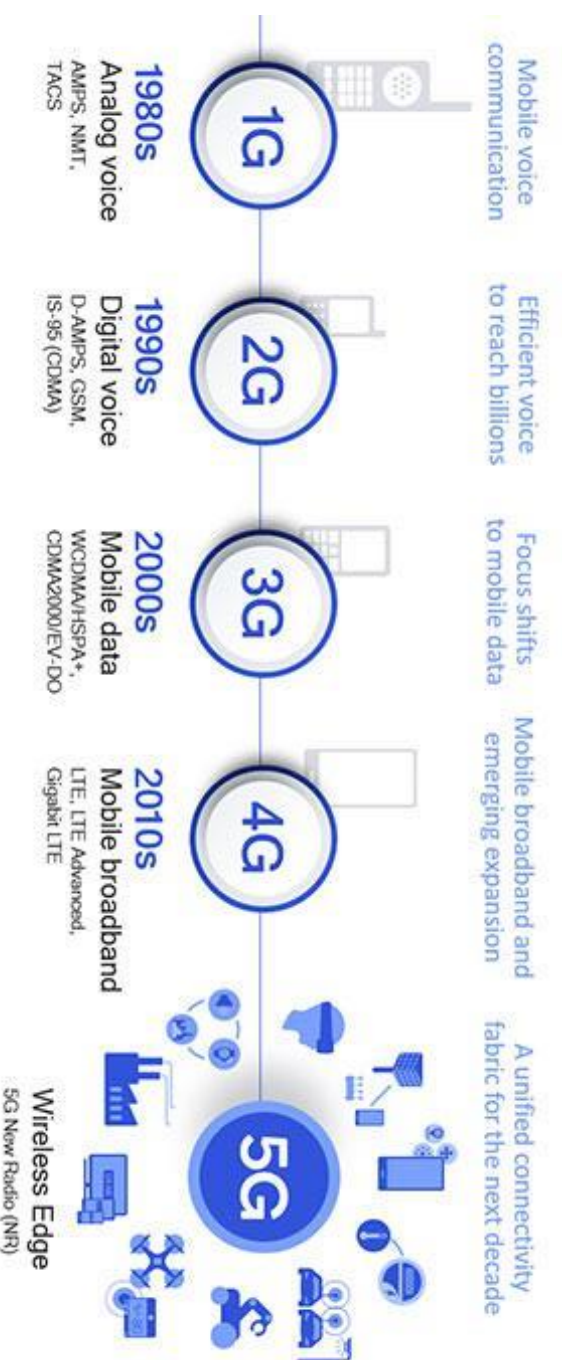 Mobile voice
communication
1G
1980s
Analog voice
AMPS, NMT,
TACS
Efficient voice
to reach billions
2G
1990s
Digital voice
D-AMPS, GSM,
IS-95 (CDMA)
Focus shifts
to mobile data
3G
2000s
Mobile data
WCDMA/HSPA+,
CDMA2000/EV-DO
Mobile broadband and
emerging expansion
4G
2010s
Mobile broadband
LTE, LTE Advanced,
Gigabit LTE
A unified connectivity
fabric for the next decade
5G
Wireless Edge
5G New Radio (NR)